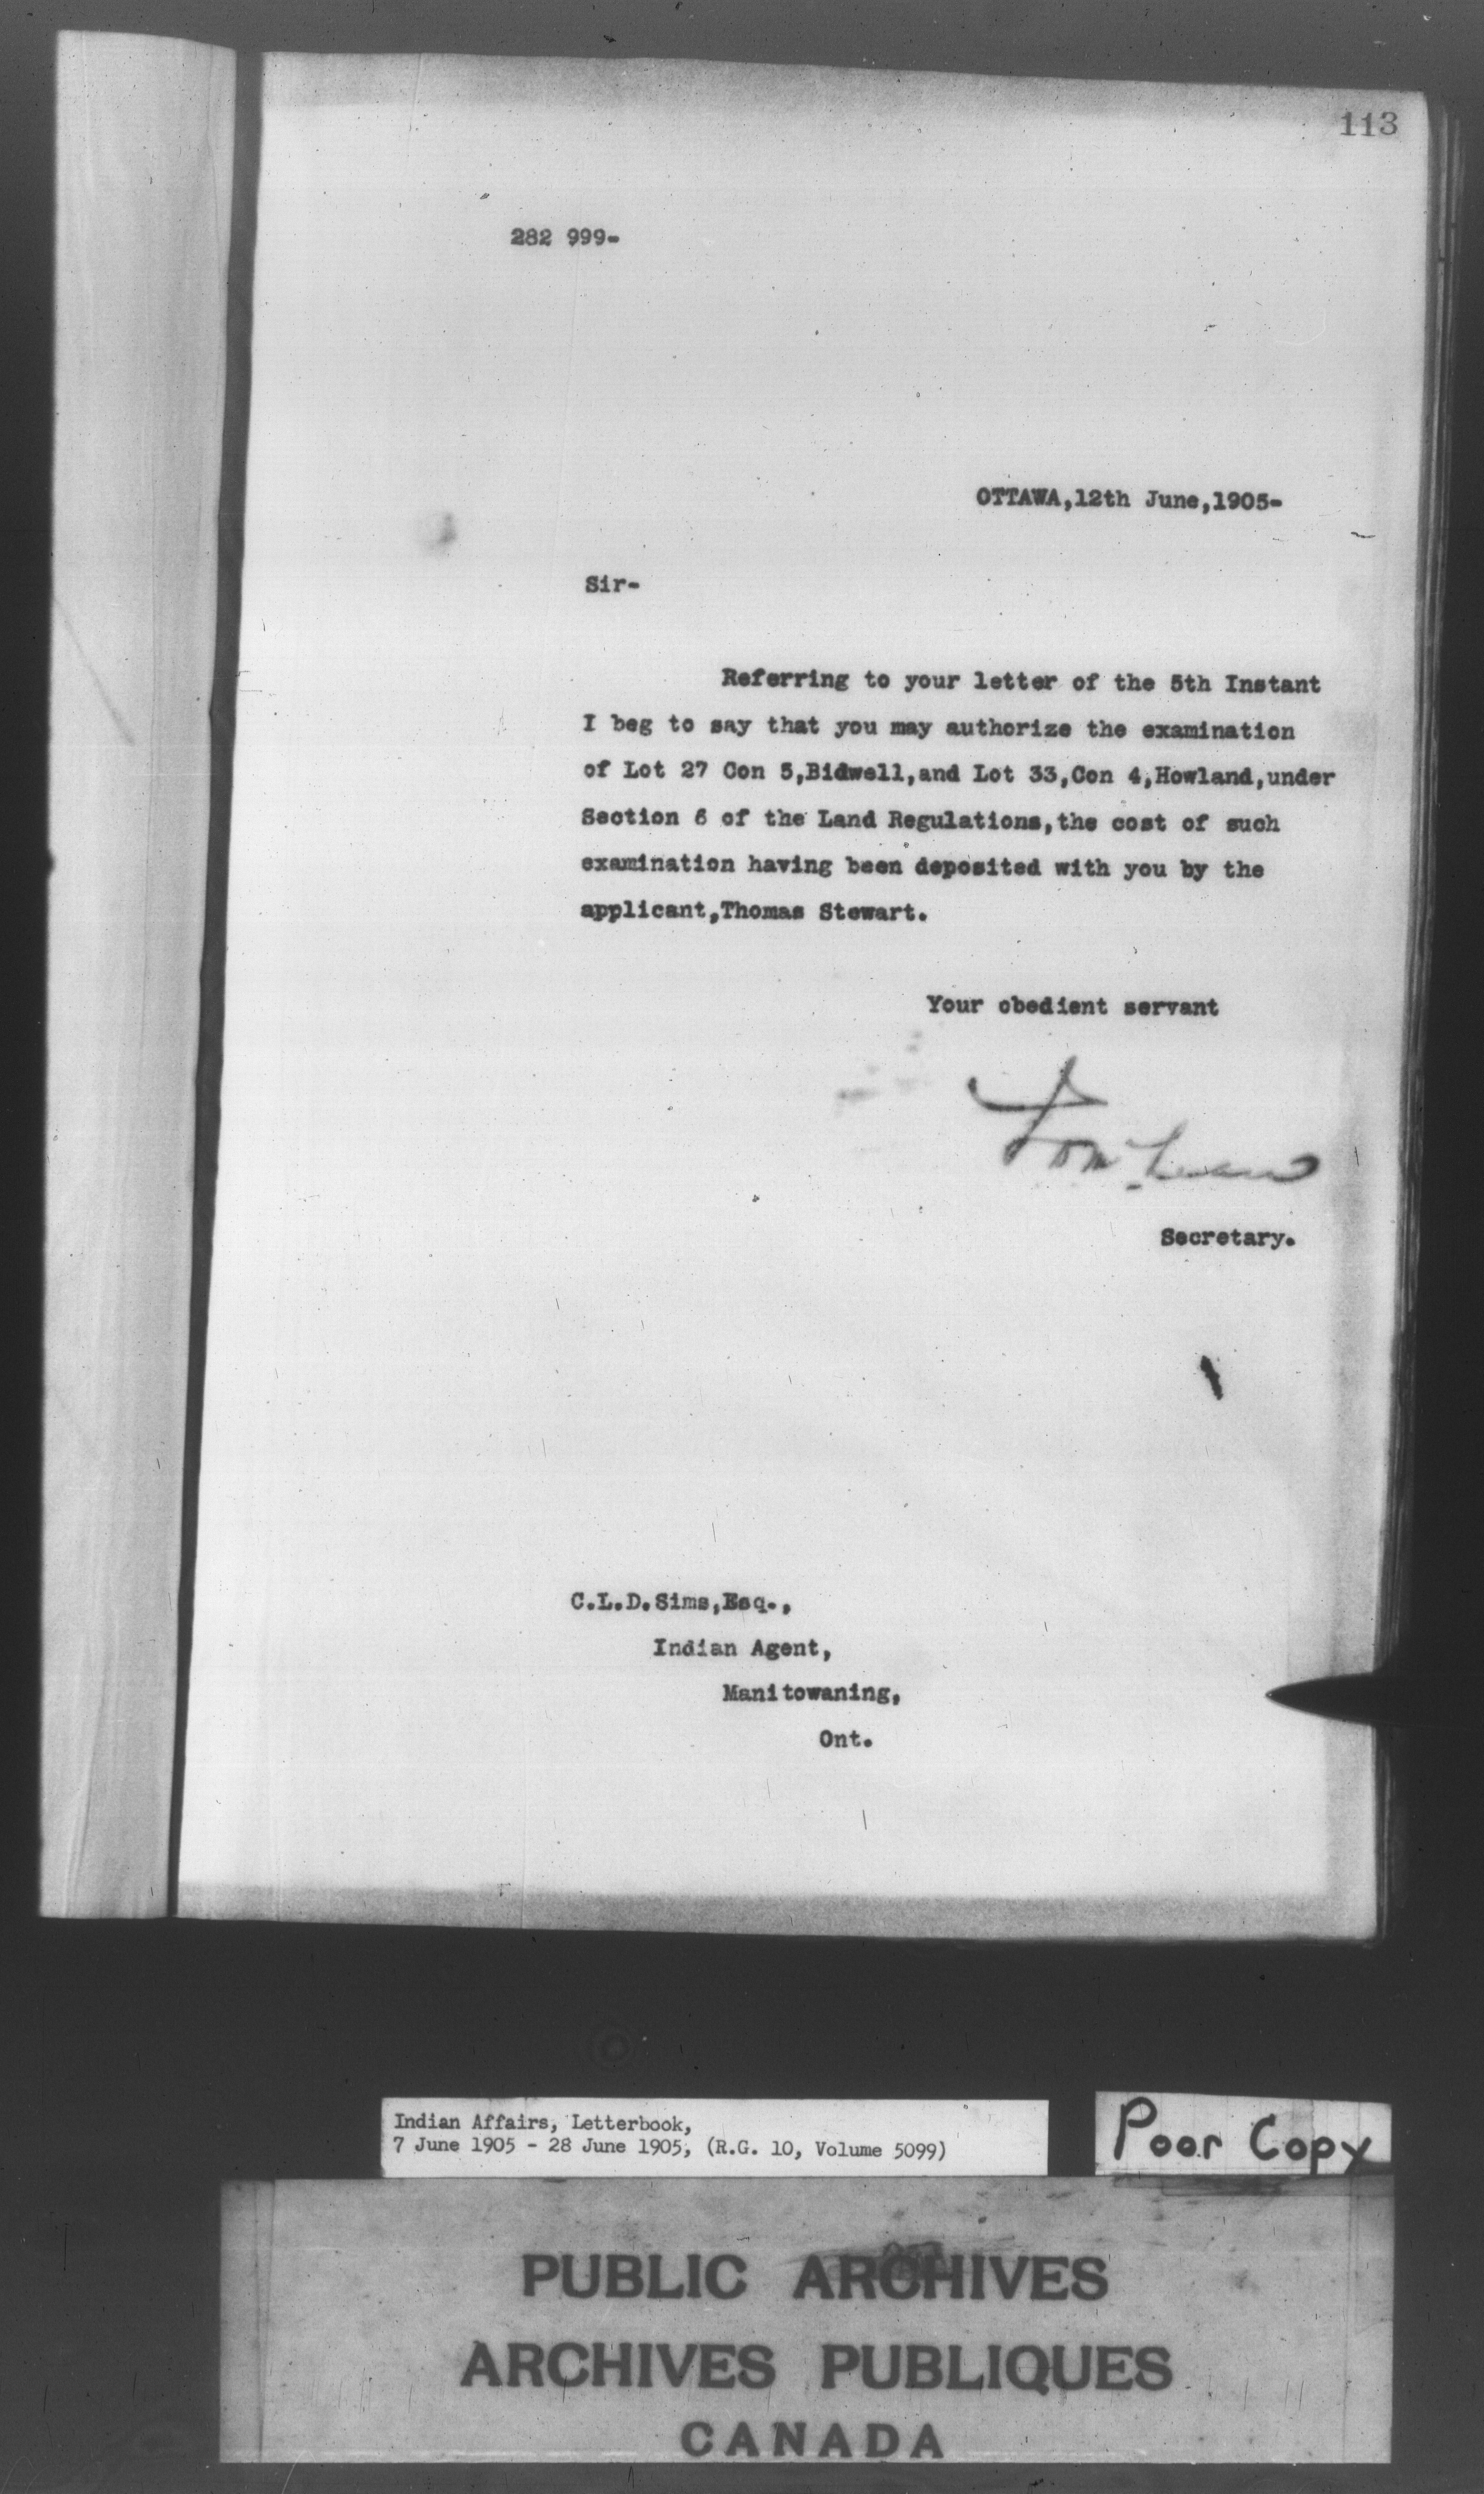 113
282 999-
OTTAWA,12th June,1905-
Sir-
Referring to your letter of the 5th Instant
I beg to say that you may authorize the examination
of Lot 27 Con 5,Bidwell,and Lot 33,Con 4,Howland,under
Section 6 of the Land Regulations,the cost of such
examination having been deposited with you by the
applicant,Thomas Stewart.
Your obedient servant
Secretary.
C.L.D.Sims,Esq.,
Indian Agent,
Manitowaning,
Ont.
Indian Affairs, Letterbook,
7 June 1905 - 28 June 1905, (R.G. 10, Volume 5099)
Poor Copy
PUBLIC ARCHIVES
ARCHIVES PUBLIQUES
CANADA